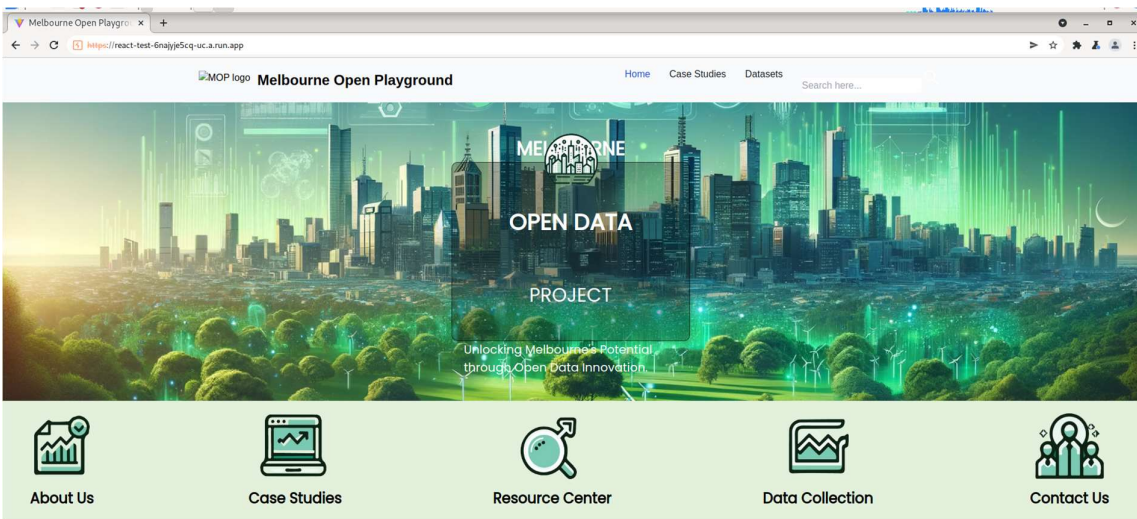 Melbourne Open Playgro
https://react-test-6najyje5cq-uc.a.run.app
MOP logo
Melbourne Open Playground
Home
Case Studies
Datasets
Search here...
MELBOURNE
OPEN DATA
PROJECT
Unlocking Melbourne's Potential
through Open Data Innovation.
About Us
Case Studies
Resource Center
Data Collection
Contact Us